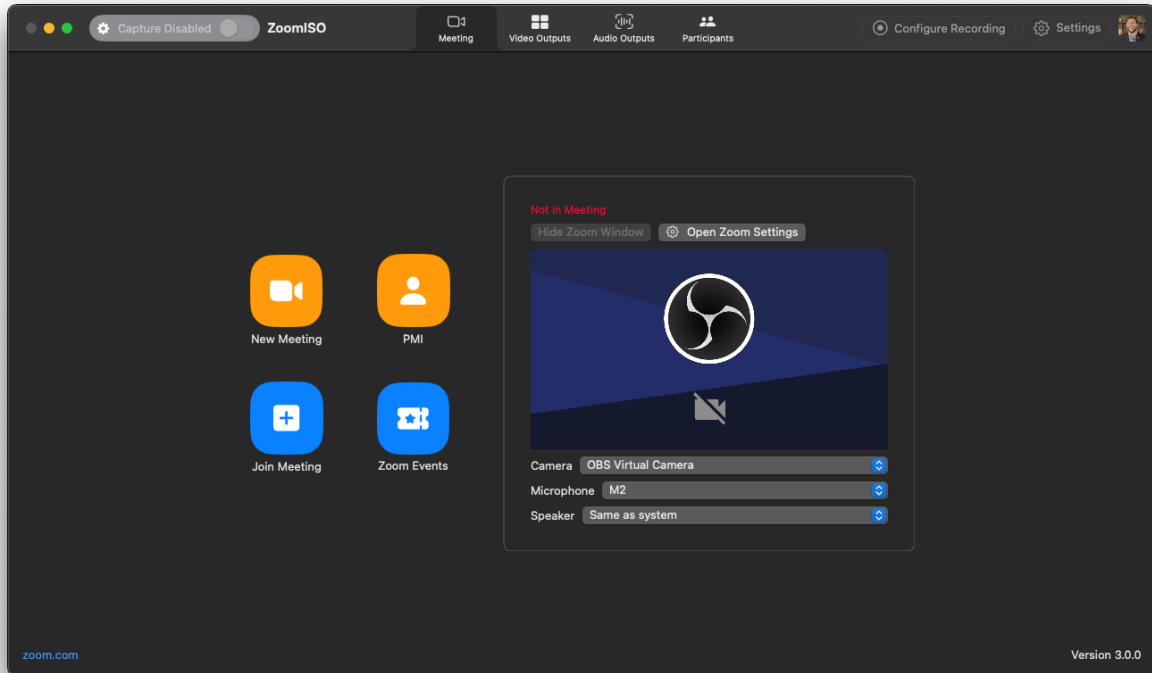 Capture Disabled
ZoomISO
Meeting
Video Outputs
Audio Outputs
Participants
Configure Recording
Settings
Not in Meeting
Hide Zoom Window
Open Zoom Settings
New Meeting
PMI
Join Meeting
Zoom Events
Camera OBS Virtual Camera
Microphone M2
Speaker Same as system
zoom.com
Version 3.0.0